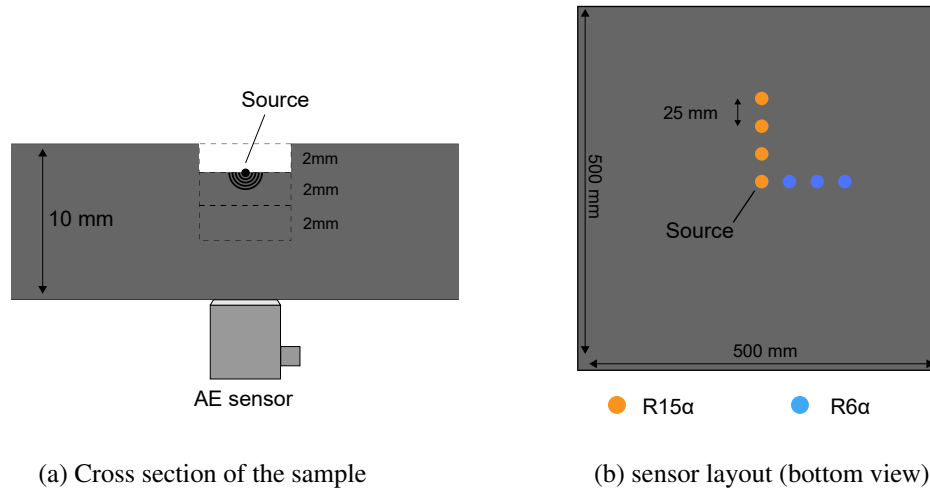 Source
2mm
2mm
2mm
10 mm
AE sensor
(a) Cross section of the sample
25 mm
500 mm
Source
500 mm
R15α
R6α
(b) sensor layout (bottom view)